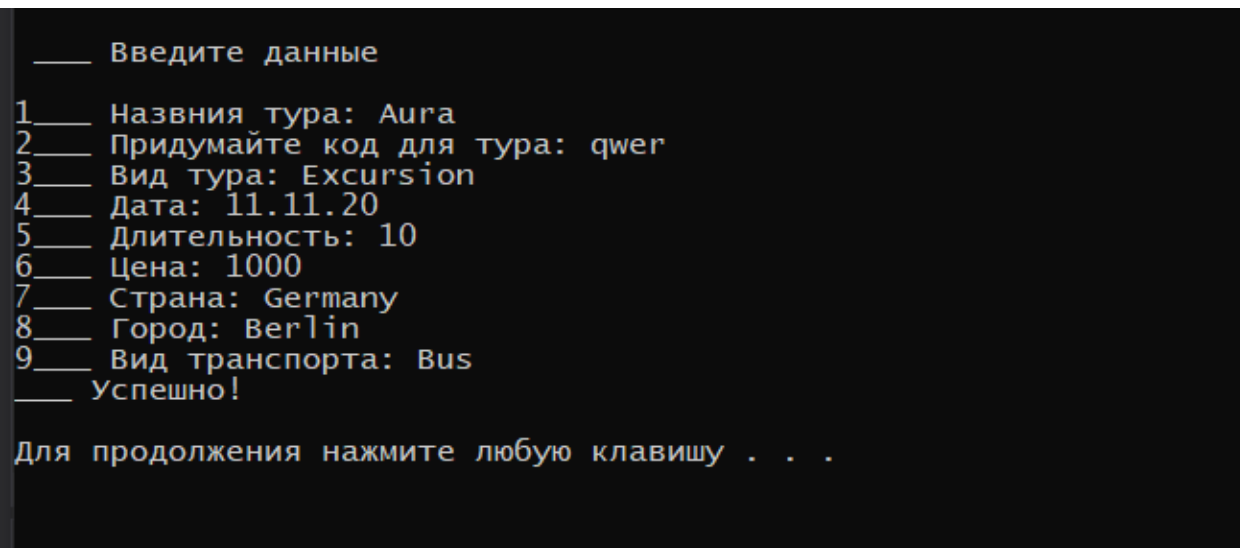 ___ Введите данные
1___ Назвния тура: Aura
2___ Придумайте код для тура: qwer
3___ Вид тура: Excursion
4___ Дата: 11.11.20
5___ Длительность: 10
6___ Цена: 1000
7___ Страна: Germany
8___ Город: Berlin
9___ Вид транспорта: Bus
___ Успешно!
Для продолжения нажмите любую клавишу . . .